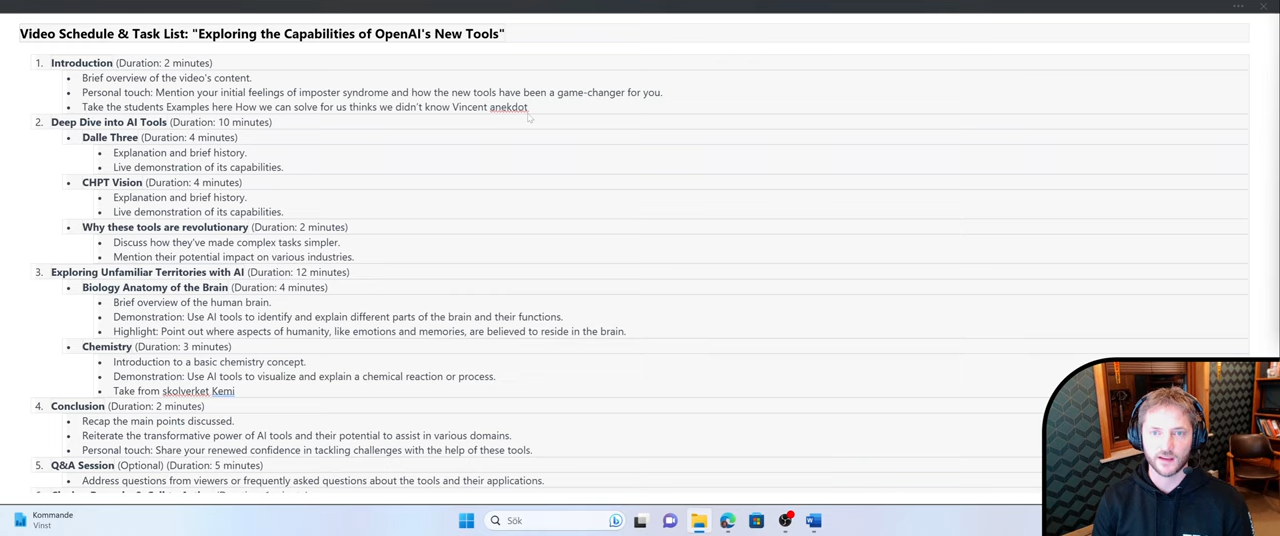 Video Schedule & Task List: "Exploring the Capabilities of OpenAI's New Tools"
1. Introduction (Duration: 2 minutes)
• Brief overview of the video's content.
• Personal touch: Mention your initial feelings of imposter syndrome and how the new tools have been a game-changer for you.
• Take the students Examples here How we can solve for us thinks we didn't know Vincent anekdot
2. Deep Dive into AI Tools (Duration: 10 minutes)
• Dalle Three (Duration: 4 minutes)
• Explanation and brief history.
• Live demonstration of its capabilities.
• CHPT Vision (Duration: 4 minutes)
• Explanation and brief history.
• Live demonstration of its capabilities.
• Why these tools are revolutionary (Duration: 2 minutes)
• Discuss how they've made complex tasks simpler.
• Mention their potential impact on various industries.
3. Exploring Unfamiliar Territories with AI (Duration: 12 minutes)
• Biology Anatomy of the Brain (Duration: 4 minutes)
• Brief overview of the human brain.
• Demonstration: Use AI tools to identify and explain different parts of the brain and their functions.
• Highlight: Point out where aspects of humanity, like emotions and memories, are believed to reside in the brain.
• Chemistry (Duration: 3 minutes)
• Introduction to a basic chemistry concept.
• Demonstration: Use AI tools to visualize and explain a chemical reaction or process.
• Take from skolverket Kemi
4. Conclusion (Duration: 2 minutes)
• Recap the main points discussed.
• Reiterate the transformative power of AI tools and their potential to assist in various domains.
• Personal touch: Share your renewed confidence in tackling challenges with the help of these tools.
5. Q&A Session (Optional) (Duration: 5 minutes)
• Address questions from viewers or frequently asked questions about the tools and their applications.
Kommande
Vinst
Sök